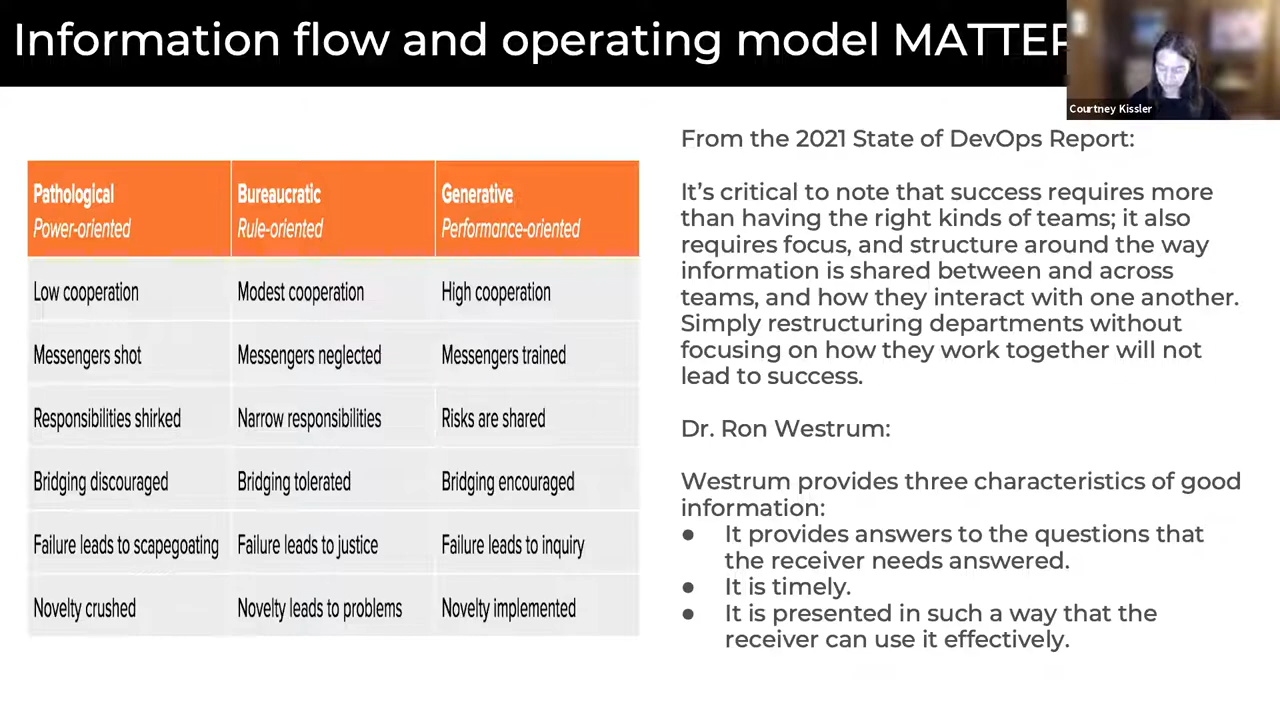 Information flow and operating model MATTER
Courtney Kissler
Pathological
Power-oriented
Bureaucratic
Rule-oriented
Generative
Performance-oriented
Low cooperation
Modest cooperation
High cooperation
Messengers shot
Messengers neglected
Messengers trained
Responsibilities shirked
Narrow responsibilities
Risks are shared
Bridging discouraged
Bridging tolerated
Bridging encouraged
Failure leads to scapegoating
Failure leads to justice
Failure leads to inquiry
Novelty crushed
Novelty leads to problems
Novelty implemented
From the 2021 State of DevOps Report:
It's critical to note that success requires more
than having the right kinds of teams; it also
requires focus, and structure around the way
information is shared between and across
teams, and how they interact with one another.
Simply restructuring departments without
focusing on how they work together will not
lead to success.
Dr. Ron Westrum:
Westrum provides three characteristics of good
information:
● It provides answers to the questions that
the receiver needs answered.
● It is timely.
● It is presented in such a way that the
receiver can use it effectively.